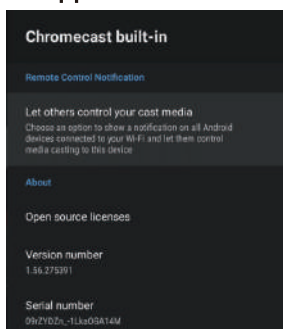 Chromecast built-in
Remote Control Notification
Let others control your cast media
Choose an option to show a notification on all Android
devices connected to your Wi-Fi and let them control
media casting to this device
About
Open source licenses
Version number
1.56.275391
Serial number